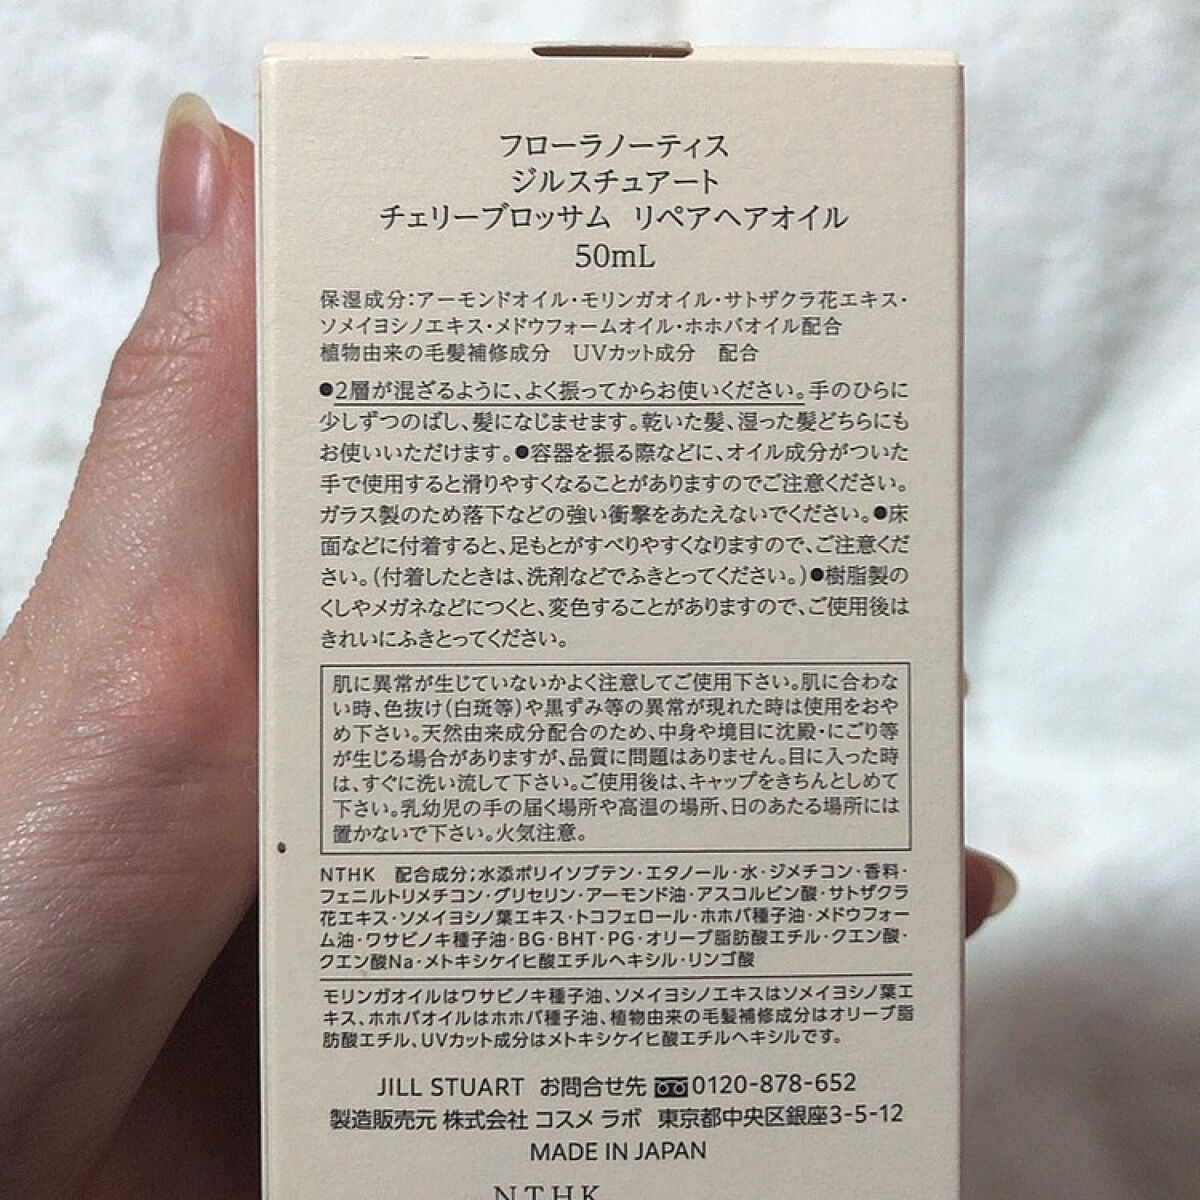 フローラノーティス
ジルスチュアート
チェリーブロッサム リペアヘアオイル
50mL
保湿成分:アーモンドオイル・モリンガオイル・サトザクラ花エキス・
ソメイヨシノエキス・メドウフォームオイル・ホホバオイル配合
植物由来の毛髪補修成分 UVカット成分 配合
●2層が混ざるように、よく振ってからお使いください。手のひらに
少しずつのばし、髪になじませます。乾いた髪、湿った髪どちらにも
お使いいただけます。●容器を振る際などに、オイル成分がついた
手で使用すると滑りやすくなることがありますのでご注意ください。
ガラス製のため落下などの強い衝撃をあたえないでください。●床
面などに付着すると、足もとがすべりやすくなりますので、ご注意くだ
さい。(付着したときは、洗剤などでふきとってください。)●樹脂製の
くしやメガネなどにつくと、変色することがありますので、ご使用後は
きれいにふきとってください。
肌に異常が生じていないかよく注意してご使用下さい。肌に合わな
い時、色抜け(白斑等)や黒ずみ等の異常が現れた時は使用をおや
め下さい。天然由来成分配合のため、中身や境目に沈殿・にごり等
が生じる場合がありますが、品質に問題はありません。目に入った時
は、すぐに洗い流して下さい。ご使用後は、キャップをきちんとしめて
下さい。乳幼児の手の届く場所や高温の場所、日のあたる場所には
置かないで下さい。火気注意。
NTHK 配合成分;水添ポリイソブテン・エタノール・水・ジメチコン・香料・
フェニルトリメチコン・グリセリン・アーモンド油・アスコルビン酸・サトザクラ
花エキス・ソメイヨシノ葉エキス・トコフェロール・ホホバ種子油・メドウフォー
ム油・ワサビノキ種子油・BG・BHT・PG・オリーブ脂肪酸エチル・クエン酸・
クエン酸Na・メトキシケイヒ酸エチルヘキシル・リンゴ酸
モリンガオイルはワサビノキ種子油、ソメイヨシノエキスはソメイヨシノ葉エ
キス、ホホバオイルはホホバ種子油、植物由来の毛髪補修成分はオリーブ脂
肪酸エチル、UVカット成分はメトキシケイヒ酸エチルヘキシルです。
JILL STUART お問合せ先 0120-878-652
製造販売元 株式会社 コスメ ラボ 東京都中央区銀座3-5-12
MADE IN JAPAN
NTHK